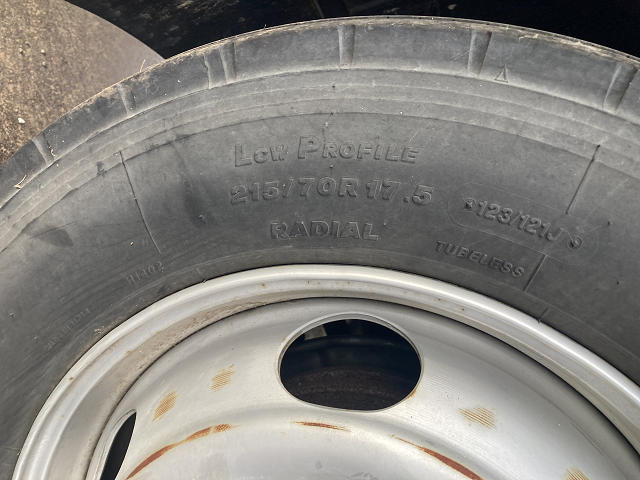 LOW PROFILE
215/70R 17.5
123/121J
RADIAL
TUBELESS